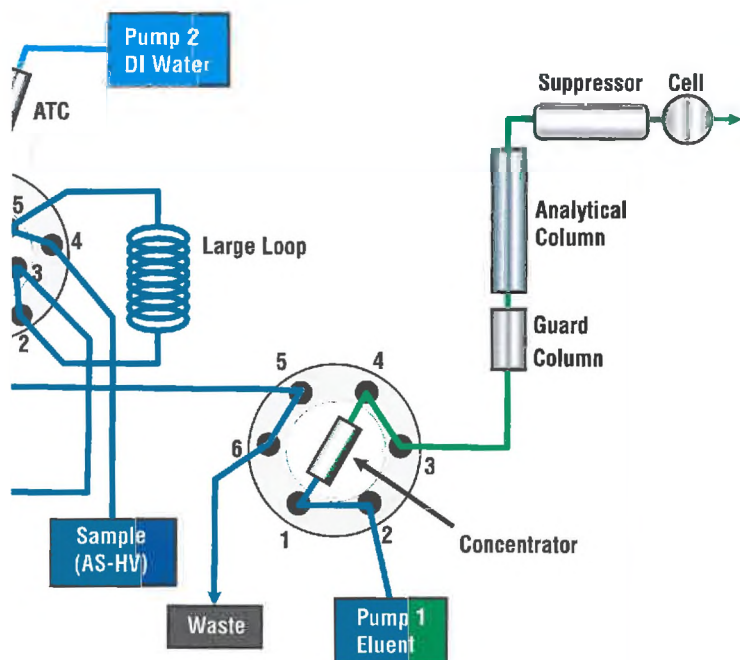 Pump 2
DI Water
ATC
Suppressor Cell
5
4
3
2
Large Loop
Analytical
Column
Guard
Column
5
4
6
3
1
2
Concentrator
Sample
(AS-HV)
Waste
Pump 1
Eluent